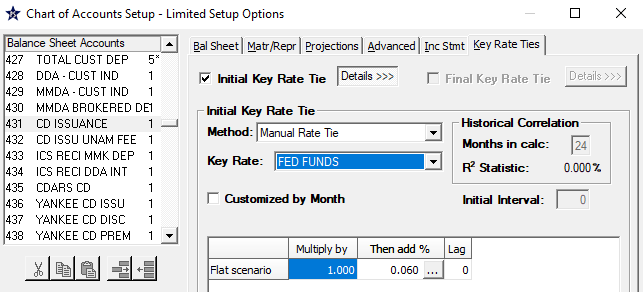 Chart of Accounts Setup - Limited Setup Options
Balance Sheet Accounts
427 TOTAL CUST DEP 5*
428 DDA - CUST IND 1
429 MMDA - CUST IND 1
430 MMDA BROKERED DE1
431 CD ISSUANCE 1
432 CD ISSU UNAM FEE 1
433 ICS RECI MMK DEP 1
434 ICS RECI DDA INT 1
435 CDARS CD 1
436 YANKEE CD ISSU 1
437 YANKEE CD DISC 1
438 YANKEE CD PREM 1
Bal Sheet Matr/Repr Projections Advanced Inc Stmt Key Rate Ties
Initial Key Rate Tie Details >>> Final Key Rate Tie Details >>>
Initial Key Rate Tie
Method: Manual Rate Tie
Key Rate: FED FUNDS
Customized by Month
Historical Correlation
Months in calc: 24
R² Statistic: 0.000%
Initial Interval: 0
Multiply by Then add % Lag
Flat scenario 1.000 0.060 ... 0